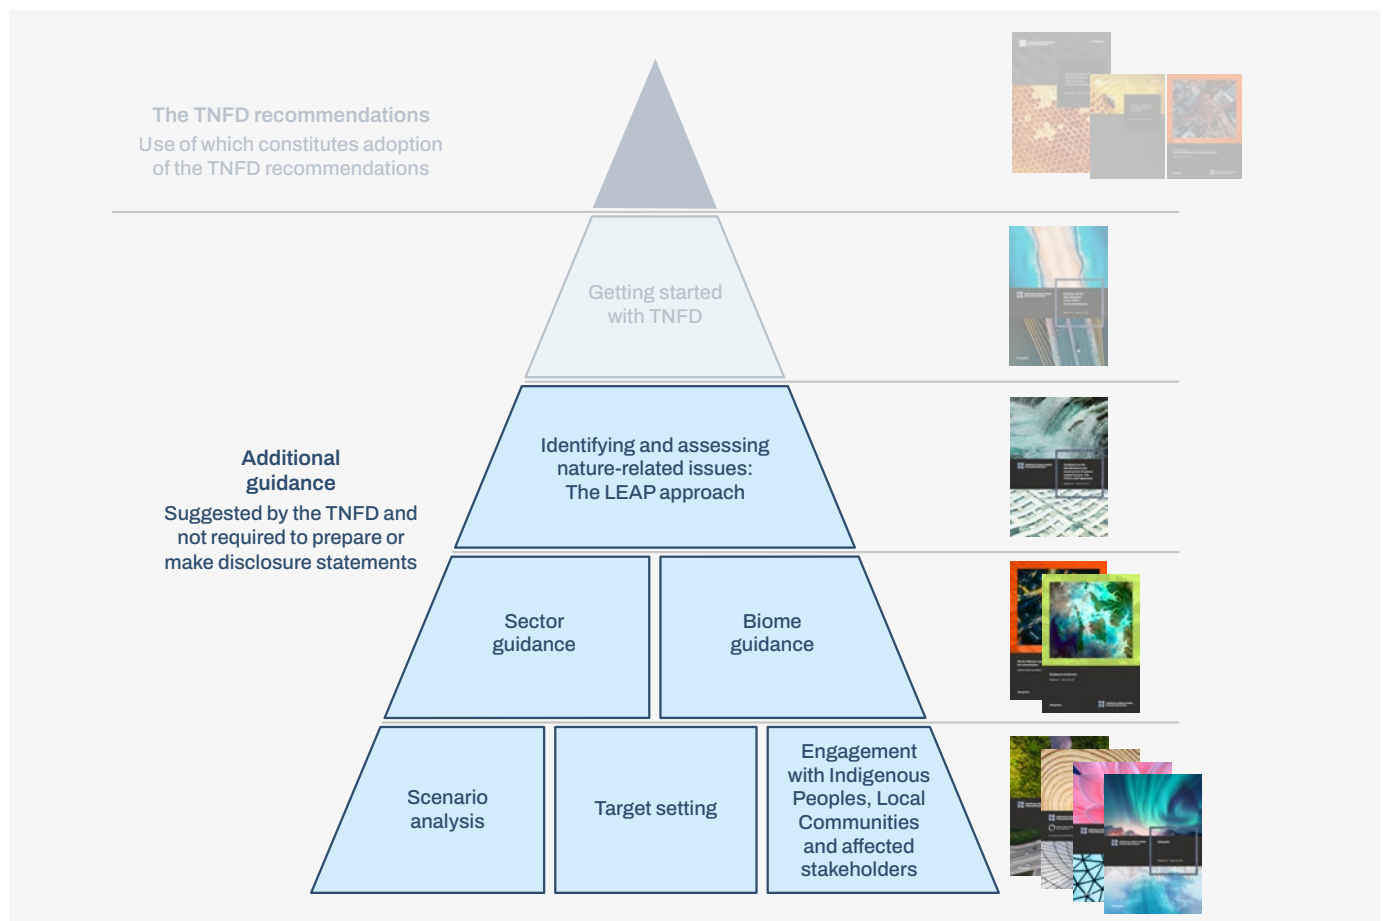 The TNFD recommendations
Use of which constitutes adoption
of the TNFD recommendations
Getting started
with TNFD
Additional
guidance
Suggested by the TNFD and
not required to prepare or
make disclosure statements
Identifying and assessing
nature-related issues:
The LEAP approach
Sector
guidance
Biome
guidance
Scenario
analysis
Target setting
Engagement
with Indigenous
Peoples, Local
Communities
and affected
stakeholders